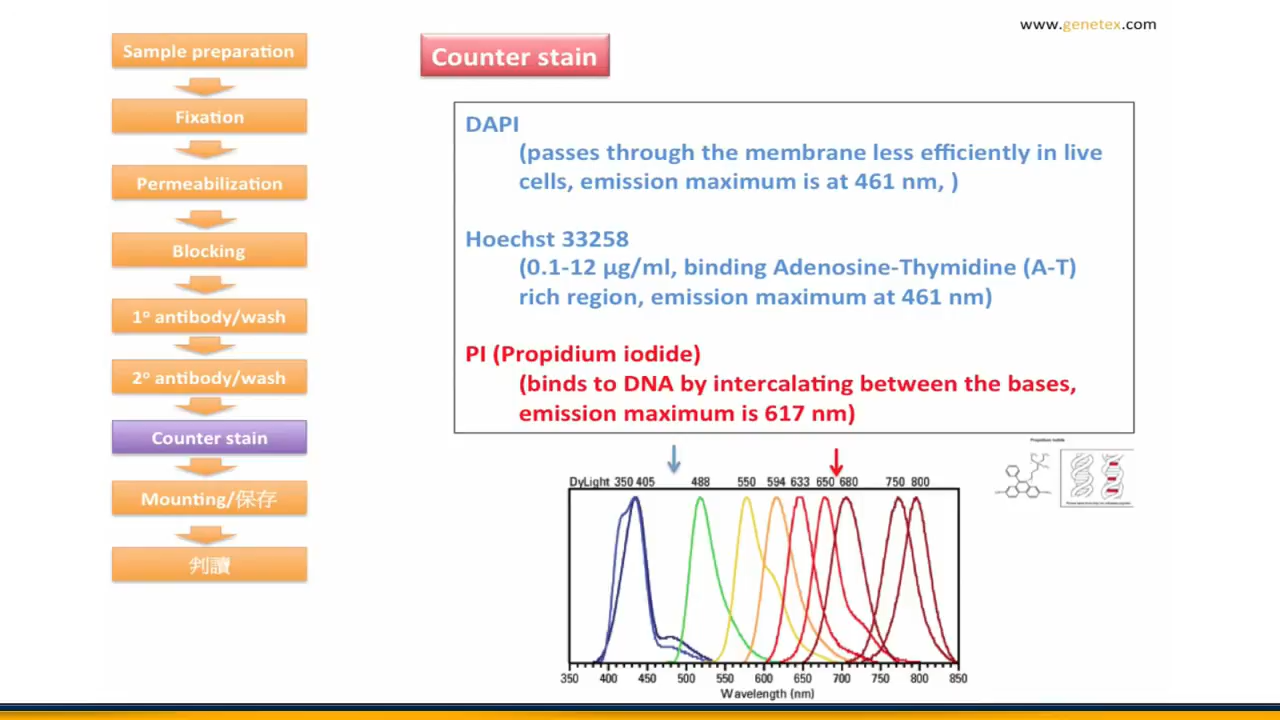 www.genetex.com
Sample preparation
Fixation
Permeabilization
Blocking
1º antibody/wash
2º antibody/wash
Counter stain
Mounting/保存
判讀
Counter stain
DAPI
(passes through the membrane less efficiently in live
cells, emission maximum is at 461 nm, )
Hoechst 33258
(0.1-12 µg/ml, binding Adenosine-Thymidine (A-T)
rich region, emission maximum at 461 nm)
PI (Propidium iodide)
(binds to DNA by intercalating between the bases,
emission maximum is 617 nm)
Propidium iodide
DyLight 350 405 488 550 594 633 650 680 750 800
350 400 450 500 550 600 650 700 750 800 850
Wavelength (nm)